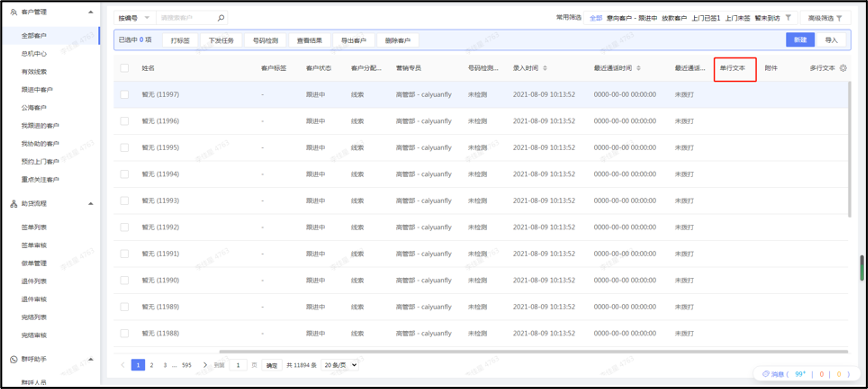 客户管理
全部客户
总机中心
有效线索
跟进中客户
公海客户
我跟进的客户
我协助的客户
预约上门客户
重点关注客户
助贷流程
签单列表
签单审核
做单管理
退件列表
退件审核
完结列表
完结审核
群呼助手
群呼人员
按编号 请搜索客户
常用筛选 全部 意向客户 - 跟进中 放款客户 上门已签1 上门未签 暂未到访 高级筛选
已选中 0 项 打标签 下发任务 号码检测 查看结果 导出客户 删除客户 新建 导入
姓名 客户标签 客户状态 客户分配... 营销专员 号码检测... 录入时间 最近通话时间 最近通话... 单行文本 附件 多行文本
暂无 (11997) - 跟进中 线索 高管部 - caiyuanfly 未检测 2021-08-09 10:13:52 0000-00-00 00:00:00 未拨打
暂无 (11996) - 跟进中 线索 高管部 - caiyuanfly 未检测 2021-08-09 10:13:52 0000-00-00 00:00:00 未拨打
暂无 (11995) - 跟进中 线索 高管部 - caiyuanfly 未检测 2021-08-09 10:13:52 0000-00-00 00:00:00 未拨打
暂无 (11994) - 跟进中 线索 高管部 - caiyuanfly 未检测 2021-08-09 10:13:52 0000-00-00 00:00:00 未拨打
暂无 (11993) - 跟进中 线索 高管部 - caiyuanfly 未检测 2021-08-09 10:13:52 0000-00-00 00:00:00 未拨打
暂无 (11992) - 跟进中 线索 高管部 - caiyuanfly 未检测 2021-08-09 10:13:52 0000-00-00 00:00:00 未拨打
暂无 (11991) - 跟进中 线索 高管部 - caiyuanfly 未检测 2021-08-09 10:13:52 0000-00-00 00:00:00 未拨打
暂无 (11990) - 跟进中 线索 高管部 - caiyuanfly 未检测 2021-08-09 10:13:52 0000-00-00 00:00:00 未拨打
暂无 (11989) - 跟进中 线索 高管部 - caiyuanfly 未检测 2021-08-09 10:13:52 0000-00-00 00:00:00 未拨打
暂无 (11988) - 跟进中 线索 高管部 - caiyuanfly 未检测 2021-08-09 10:13:52 0000-00-00 00:00:00 未拨打
1 2 3 ... 595 到第 1 页 确定 共 11894 条 20 条/页
消息 ( 99+ | 0 | 0 )